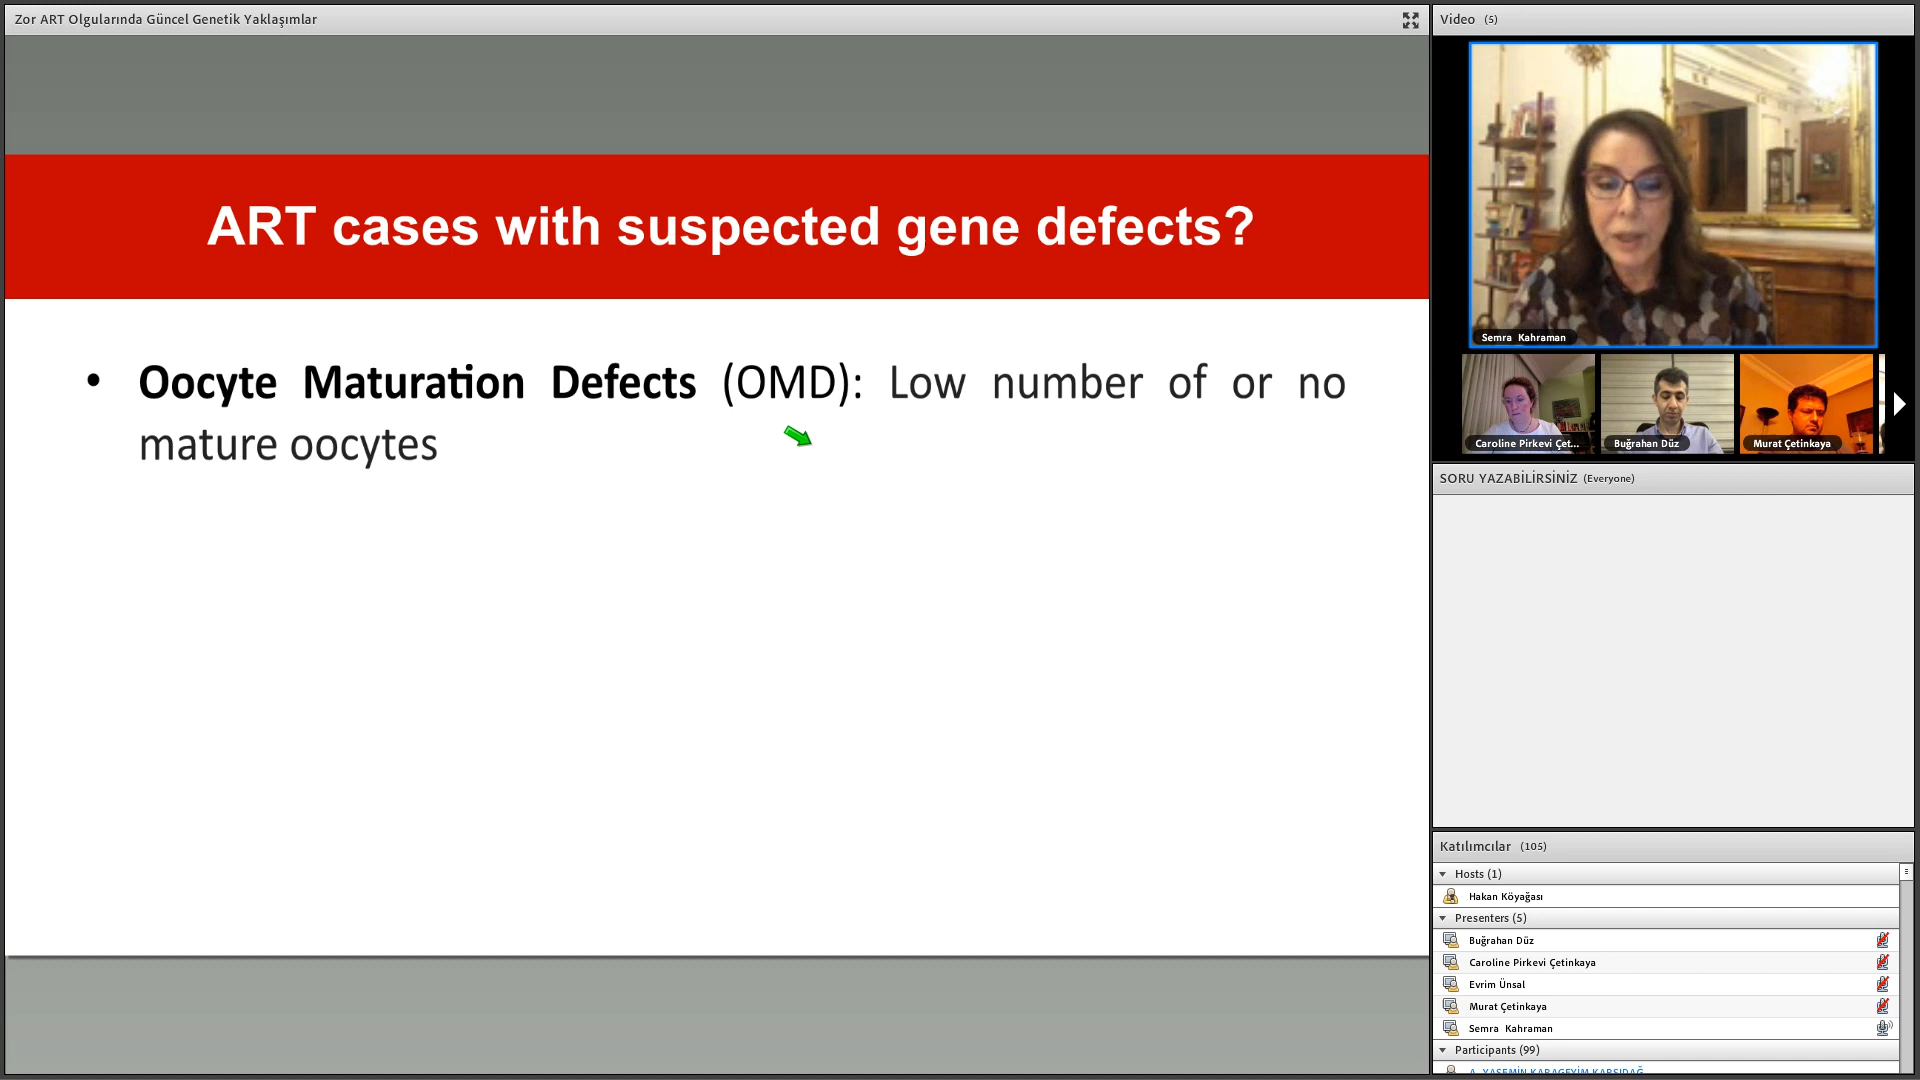 Zor ART Olgularında Güncel Genetik Yaklaşımlar
ART cases with suspected gene defects?
• Oocyte Maturation Defects (OMD): Low number of or no
mature oocytes
Video (5)
Semra Kahraman
Caroline Pirkevi Çet...
Buğrahan Düz
Murat Çetinkaya
SORU YAZABİLİRSİNİZ (Everyone)
Katılımcılar (105)
Hosts (1)
Hakan Köyağası
Presenters (5)
Buğrahan Düz
Caroline Pirkevi Çetinkaya
Evrim Ünsal
Murat Çetinkaya
Semra Kahraman
Participants (99)